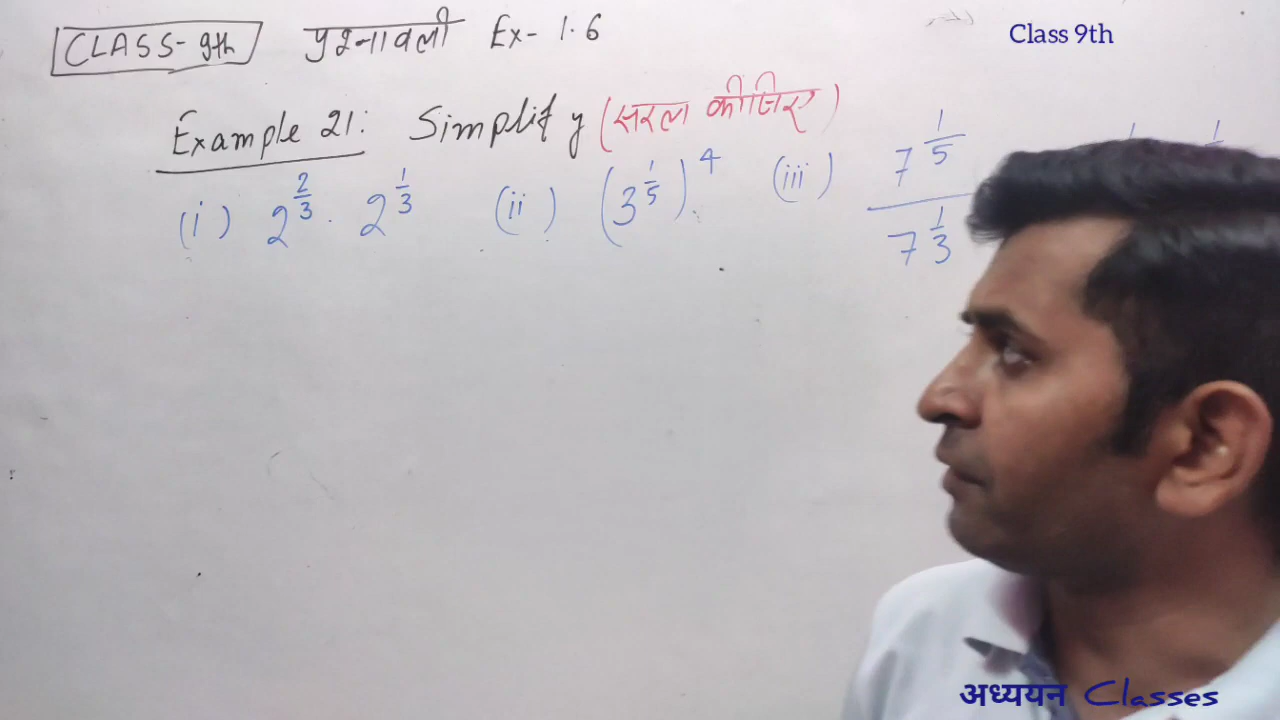 CLASS- 9th प्रश्नावली Ex- 1.6
Class 9th
Example 21: Simplify (सरल कीजिए)
(i) 2^{2/3} · 2^{1/3} (ii) (3^{1/5})^4 (iii) 7^{1/5} / 7^{1/3}
अध्ययन Classes